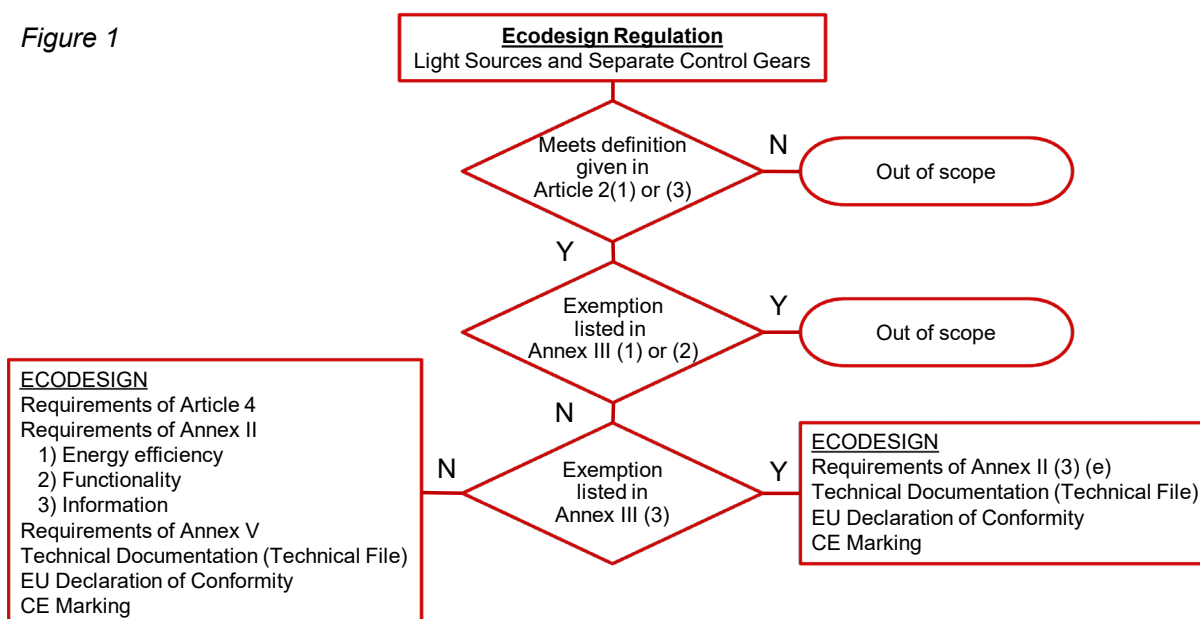 Figure 1
Ecodesign Regulation
Light Sources and Separate Control Gears
Meets definition
given in
Article 2(1) or (3)
N
Out of scope
Y
Exemption
listed in
Annex III (1) or (2)
Y
Out of scope
N
Exemption
listed in
Annex III (3)
N
ECODESIGN
Requirements of Article 4
Requirements of Annex II
1) Energy efficiency
2) Functionality
3) Information
Requirements of Annex V
Technical Documentation (Technical File)
EU Declaration of Conformity
CE Marking
Y
ECODESIGN
Requirements of Annex II (3) (e)
Technical Documentation (Technical File)
EU Declaration of Conformity
CE Marking